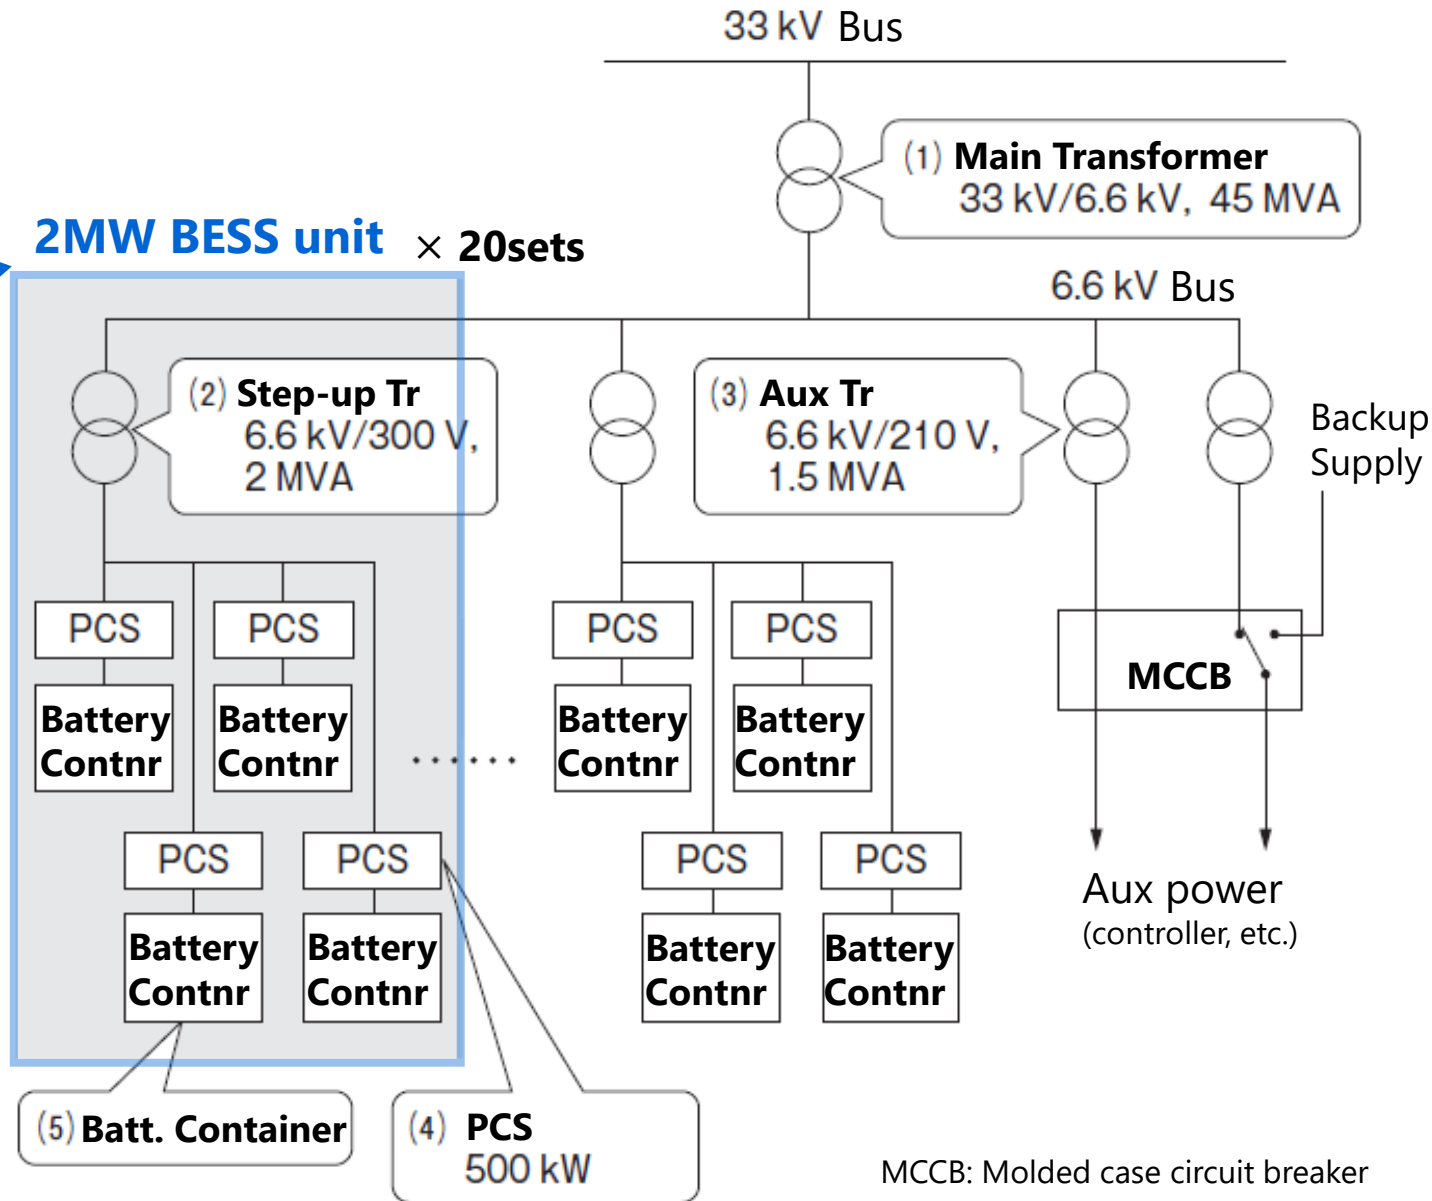 33 kV Bus
(1) Main Transformer
33 kV/6.6 kV, 45 MVA
2MW BESS unit × 20sets
6.6 kV Bus
(2) Step-up Tr
6.6 kV/300 V,
2 MVA
(3) Aux Tr
6.6 kV/210 V,
1.5 MVA
Backup
Supply
PCS
PCS
PCS
PCS
MCCB
Battery
Contnr
Battery
Contnr
......
Battery
Contnr
Battery
Contnr
PCS
PCS
PCS
PCS
Battery
Contnr
Battery
Contnr
Battery
Contnr
Battery
Contnr
Aux power
(controller, etc.)
(5) Batt. Container
(4) PCS
500 kW
MCCB: Molded case circuit breaker